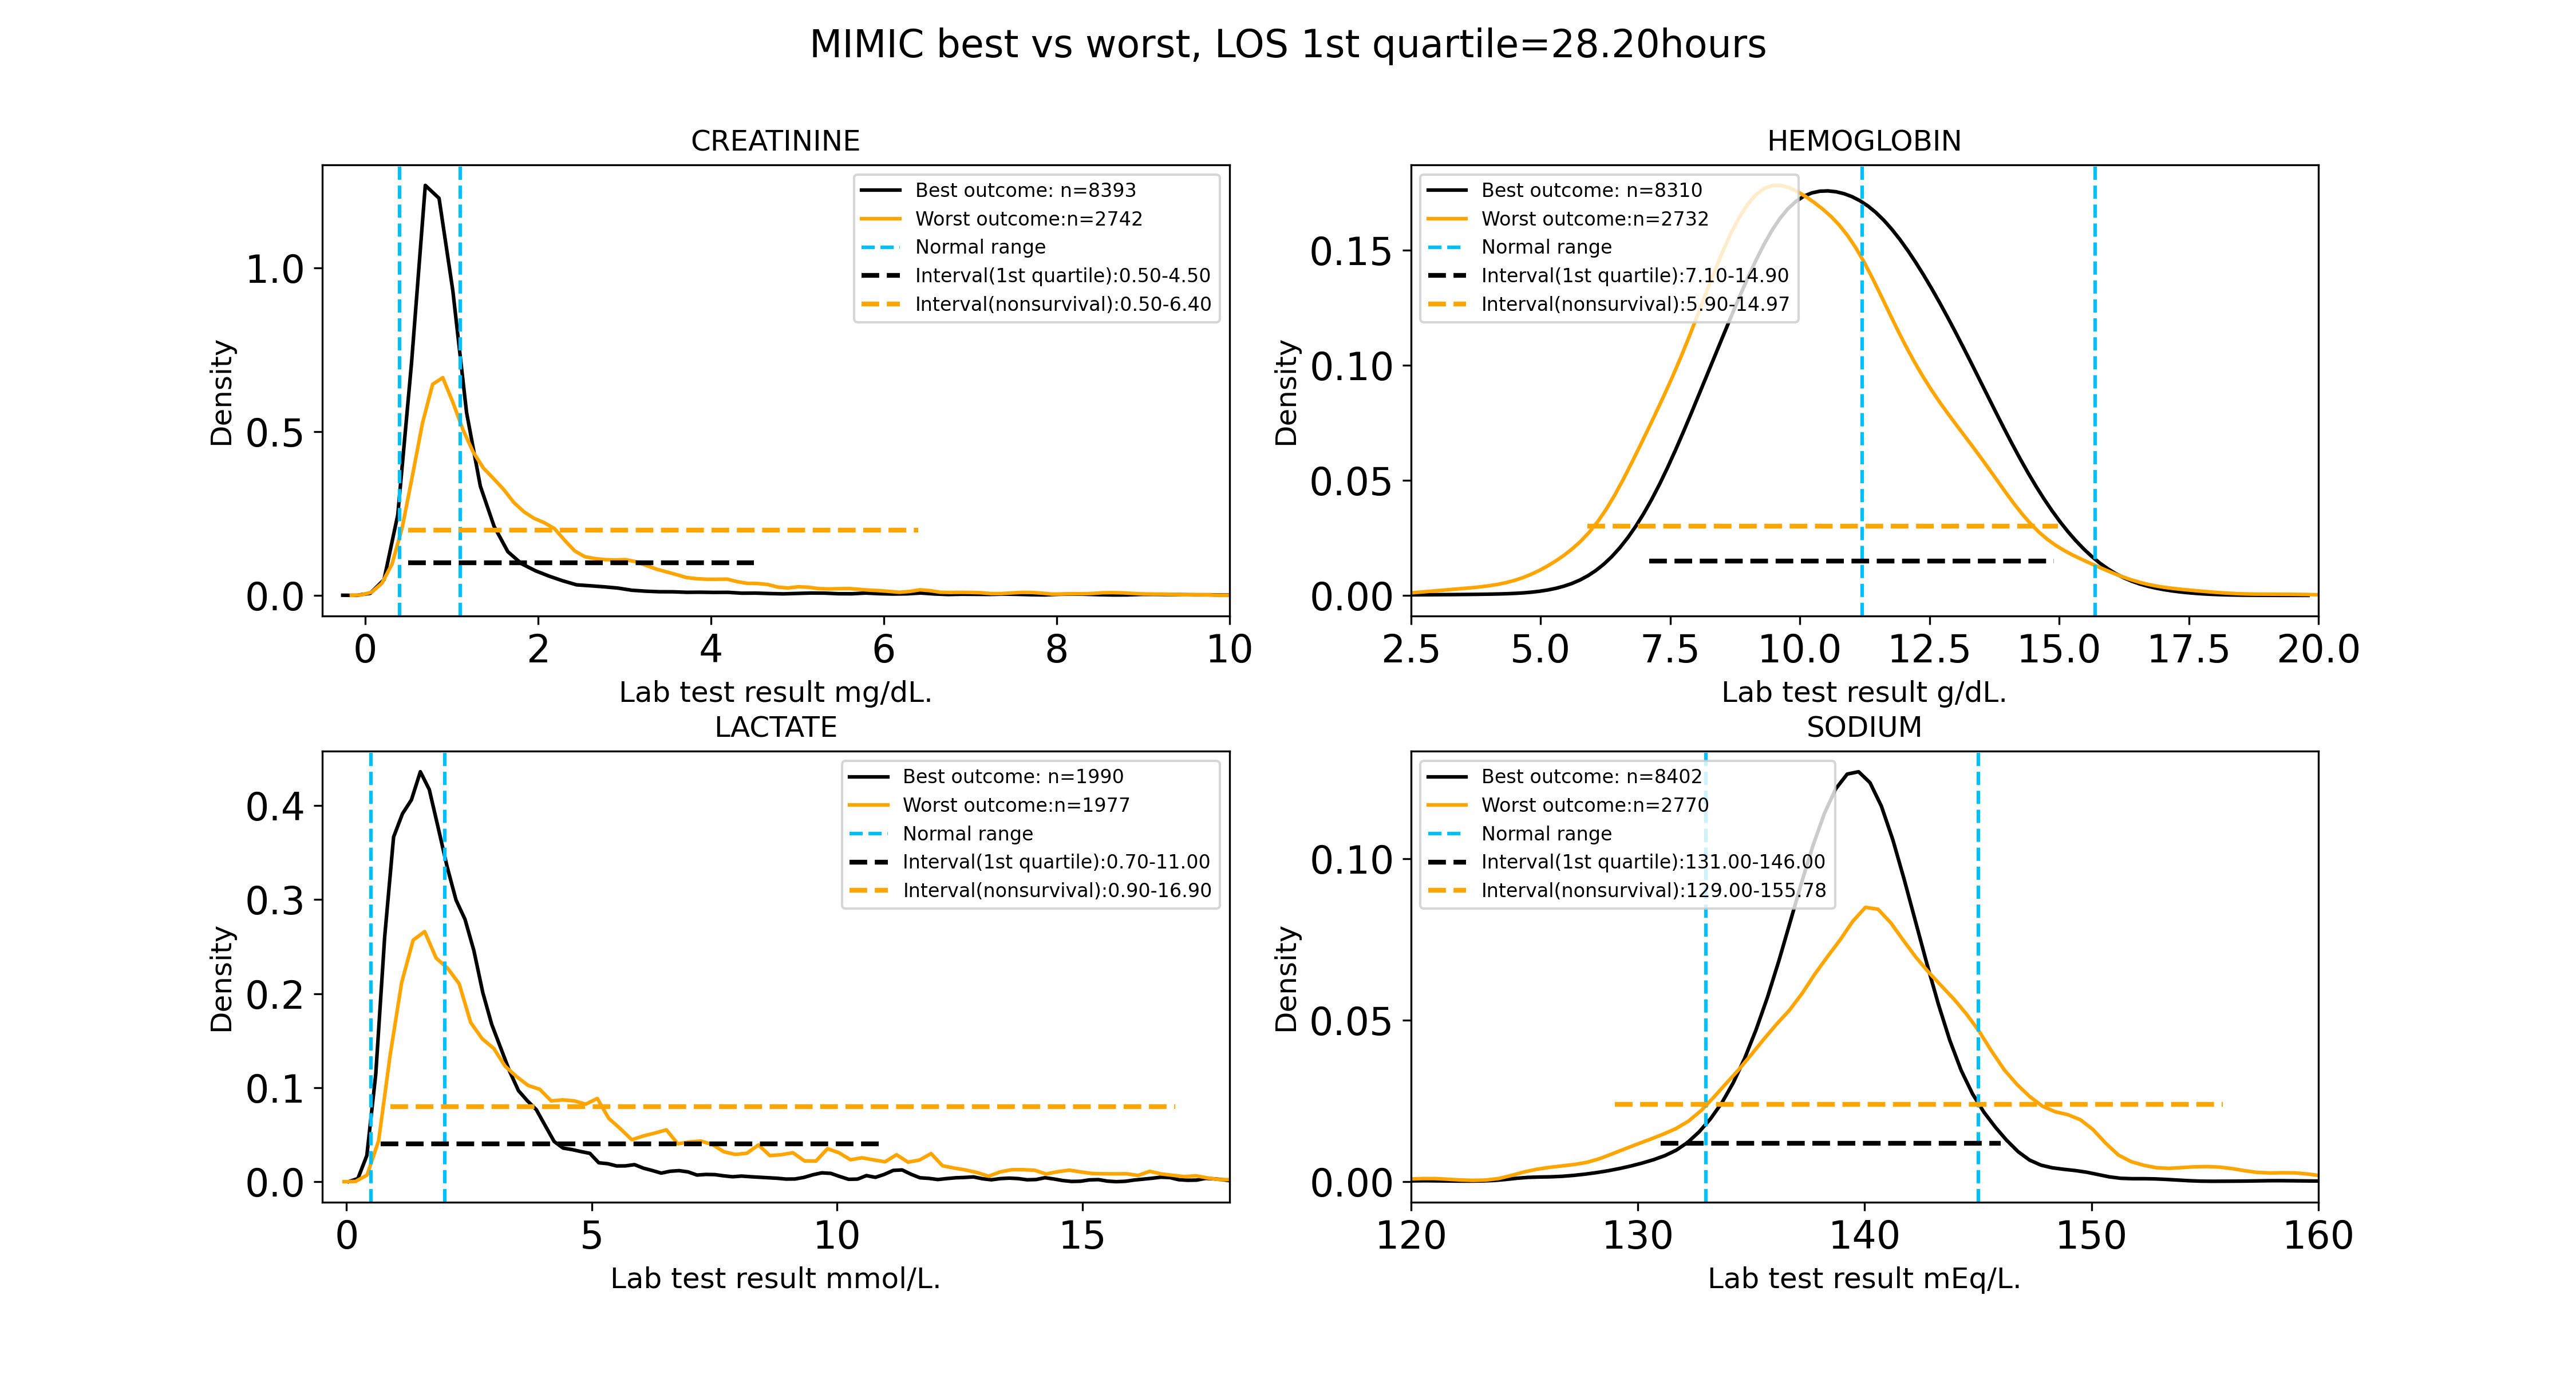 MIMIC best vs worst, LOS 1st quartile=28.20hours
CREATININE
Density
1.0
0.5
0.0
Best outcome: n=8393
Worst outcome:n=2742
Normal range
Interval(1st quartile):0.50-4.50
Interval(nonsurvival):0.50-6.40
0 2 4 6 8 10
Lab test result mg/dL.
HEMOGLOBIN
Density
0.15
0.10
0.05
0.00
Best outcome: n=8310
Worst outcome:n=2732
Normal range
Interval(1st quartile):7.10-14.90
Interval(nonsurvival):5.90-14.97
2.5 5.0 7.5 10.0 12.5 15.0 17.5 20.0
Lab test result g/dL.
LACTATE
Density
0.4
0.3
0.2
0.1
0.0
Best outcome: n=1990
Worst outcome:n=1977
Normal range
Interval(1st quartile):0.70-11.00
Interval(nonsurvival):0.90-16.90
0 5 10 15
Lab test result mmol/L.
SODIUM
Density
0.10
0.05
0.00
Best outcome: n=8402
Worst outcome:n=2770
Normal range
Interval(1st quartile):131.00-146.00
Interval(nonsurvival):129.00-155.78
120 130 140 150 160
Lab test result mEq/L.